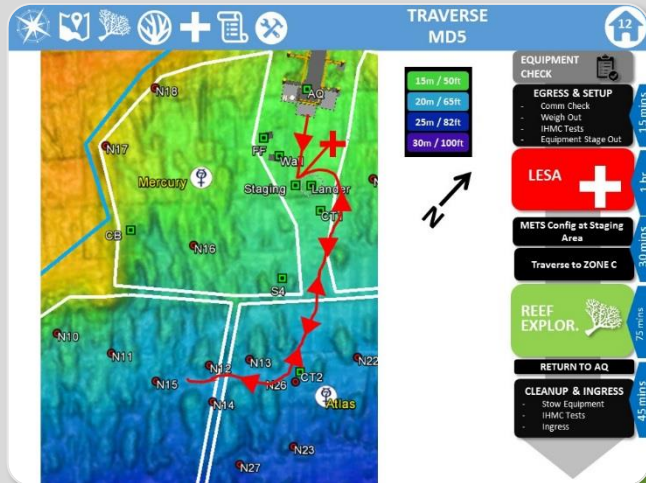 TRAVERSE
MD5
12
15m / 50ft
20m / 65ft
25m / 82ft
30m / 100ft
N
N18
AQ
N17
PF
Wall
Mercury
Staging
Lander
CB
N16
S4
N10
N11
N12
N13
N22
N15
N26
CT2
N14
Atlas
N23
N27
EQUIPMENT
CHECK
EGRESS & SETUP
- Comm Check
- Weigh Out
- IHMC Tests
- Equipment Stage Out
15 mins
LESA
1 hr
METS Config at Staging
Area
30 mins
Traverse to ZONE C
REEF
EXPLOR.
75 mins
RETURN TO AQ
CLEANUP & INGRESS
- Stow Equipment
- IHMC Tests
- Ingress
45 mins